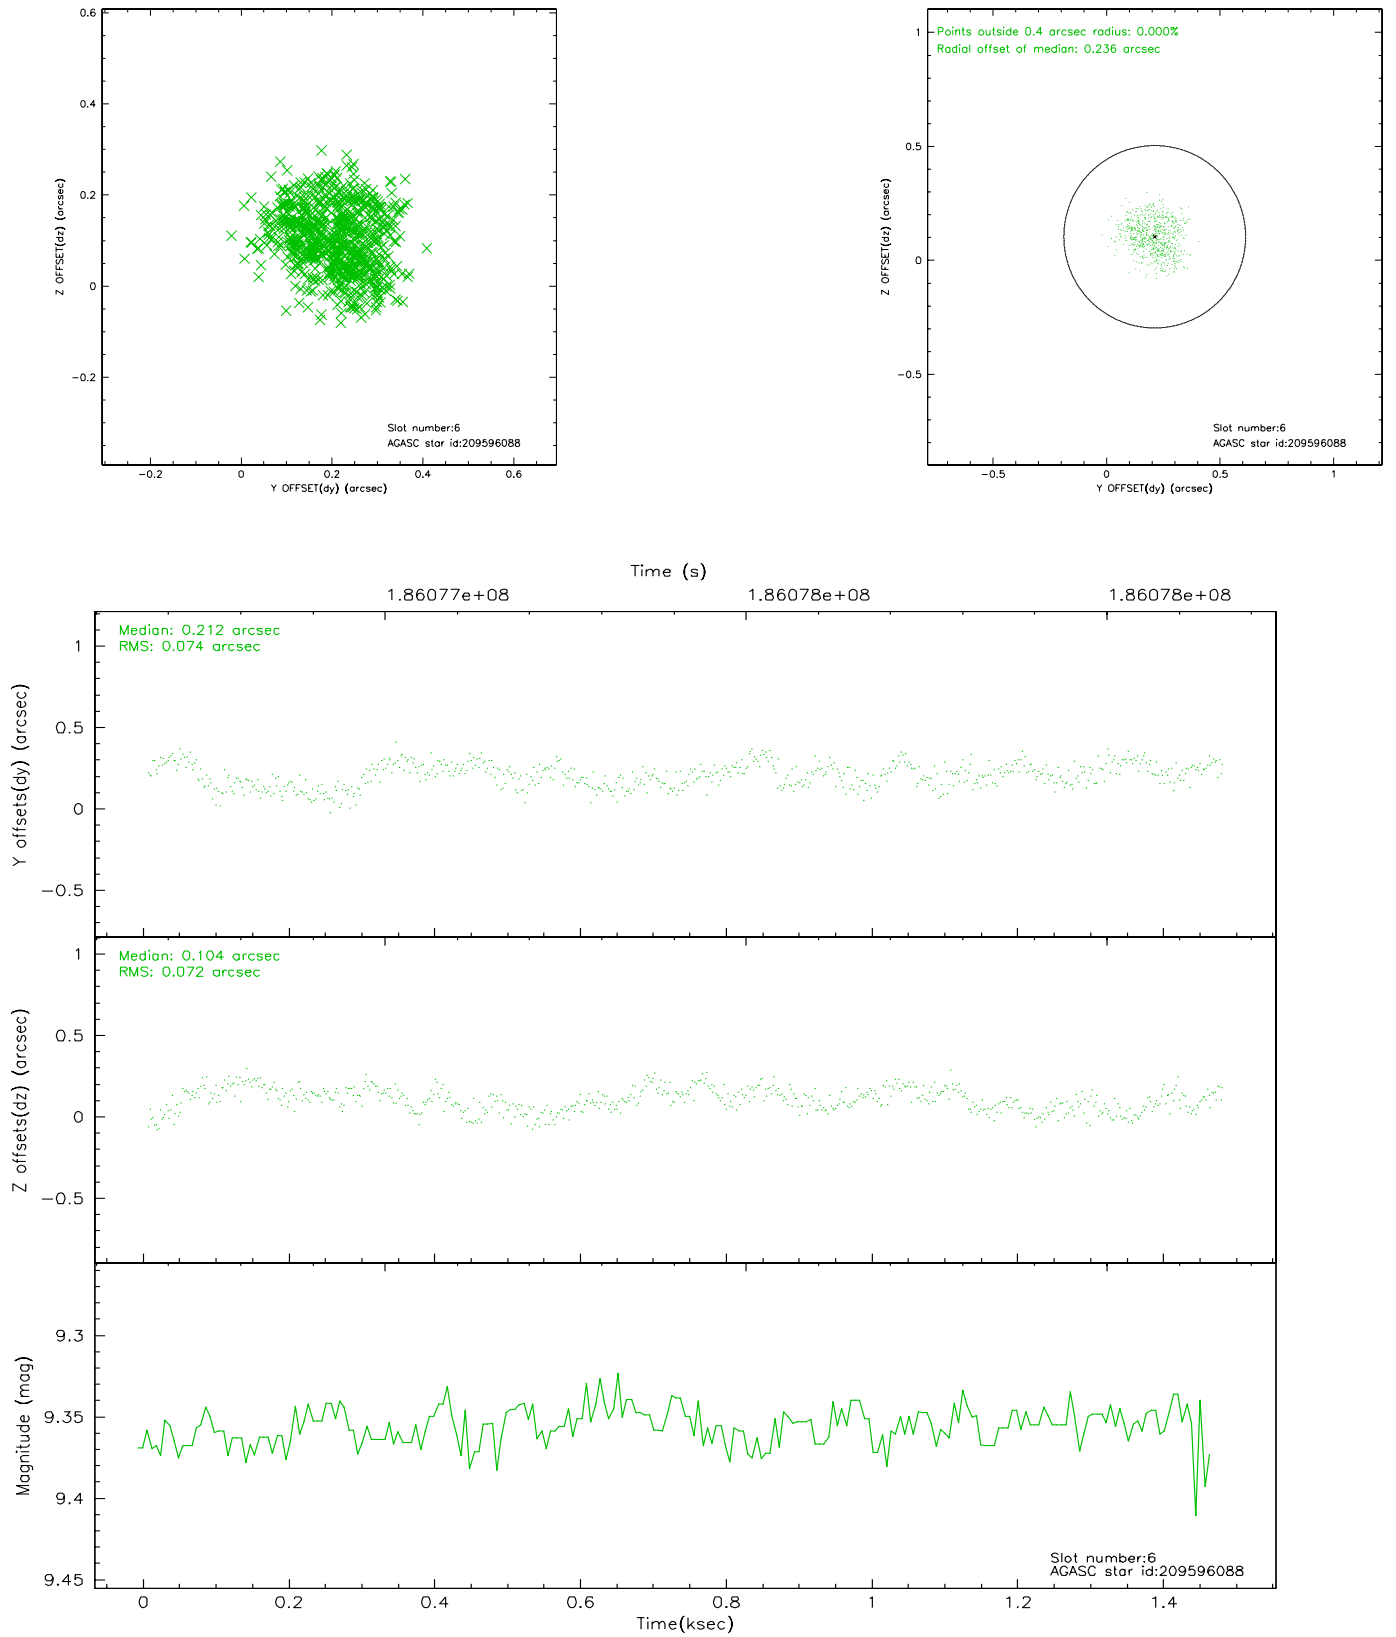 0.6
0.4
0.2
0
−0.2
Z OFFSET(dz) (arcsec)
Slot number:6
AGASC star id:209596088
−0.2 0 0.2 0.4 0.6
Y OFFSET(dy) (arcsec)
Points outside 0.4 arcsec radius: 0.000%
Radial offset of median: 0.236 arcsec
1
0.5
0
−0.5
Z OFFSET(dz) (arcsec)
Slot number:6
AGASC star id:209596088
−0.5 0 0.5 1
Y OFFSET(dy) (arcsec)
Time (s)
1.86077e+08 1.86078e+08 1.86078e+08
Median: 0.212 arcsec
RMS: 0.074 arcsec
1
0.5
0
−0.5
Y offsets(dy) (arcsec)
Median: 0.104 arcsec
RMS: 0.072 arcsec
1
0.5
0
−0.5
Z offsets(dz) (arcsec)
9.3
9.35
9.4
9.45
Magnitude (mag)
Slot number:6
AGASC star id:209596088
0 0.2 0.4 0.6 0.8 1 1.2 1.4
Time(ksec)